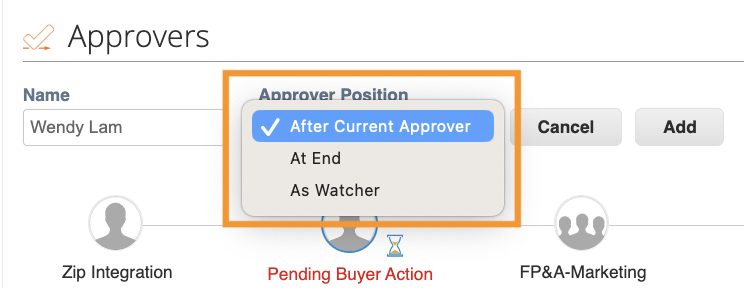 Approvers
Name Approver Position
Wendy Lam
After Current Approver
At End
As Watcher
Cancel Add
Zip Integration
Pending Buyer Action
FP&A-Marketing